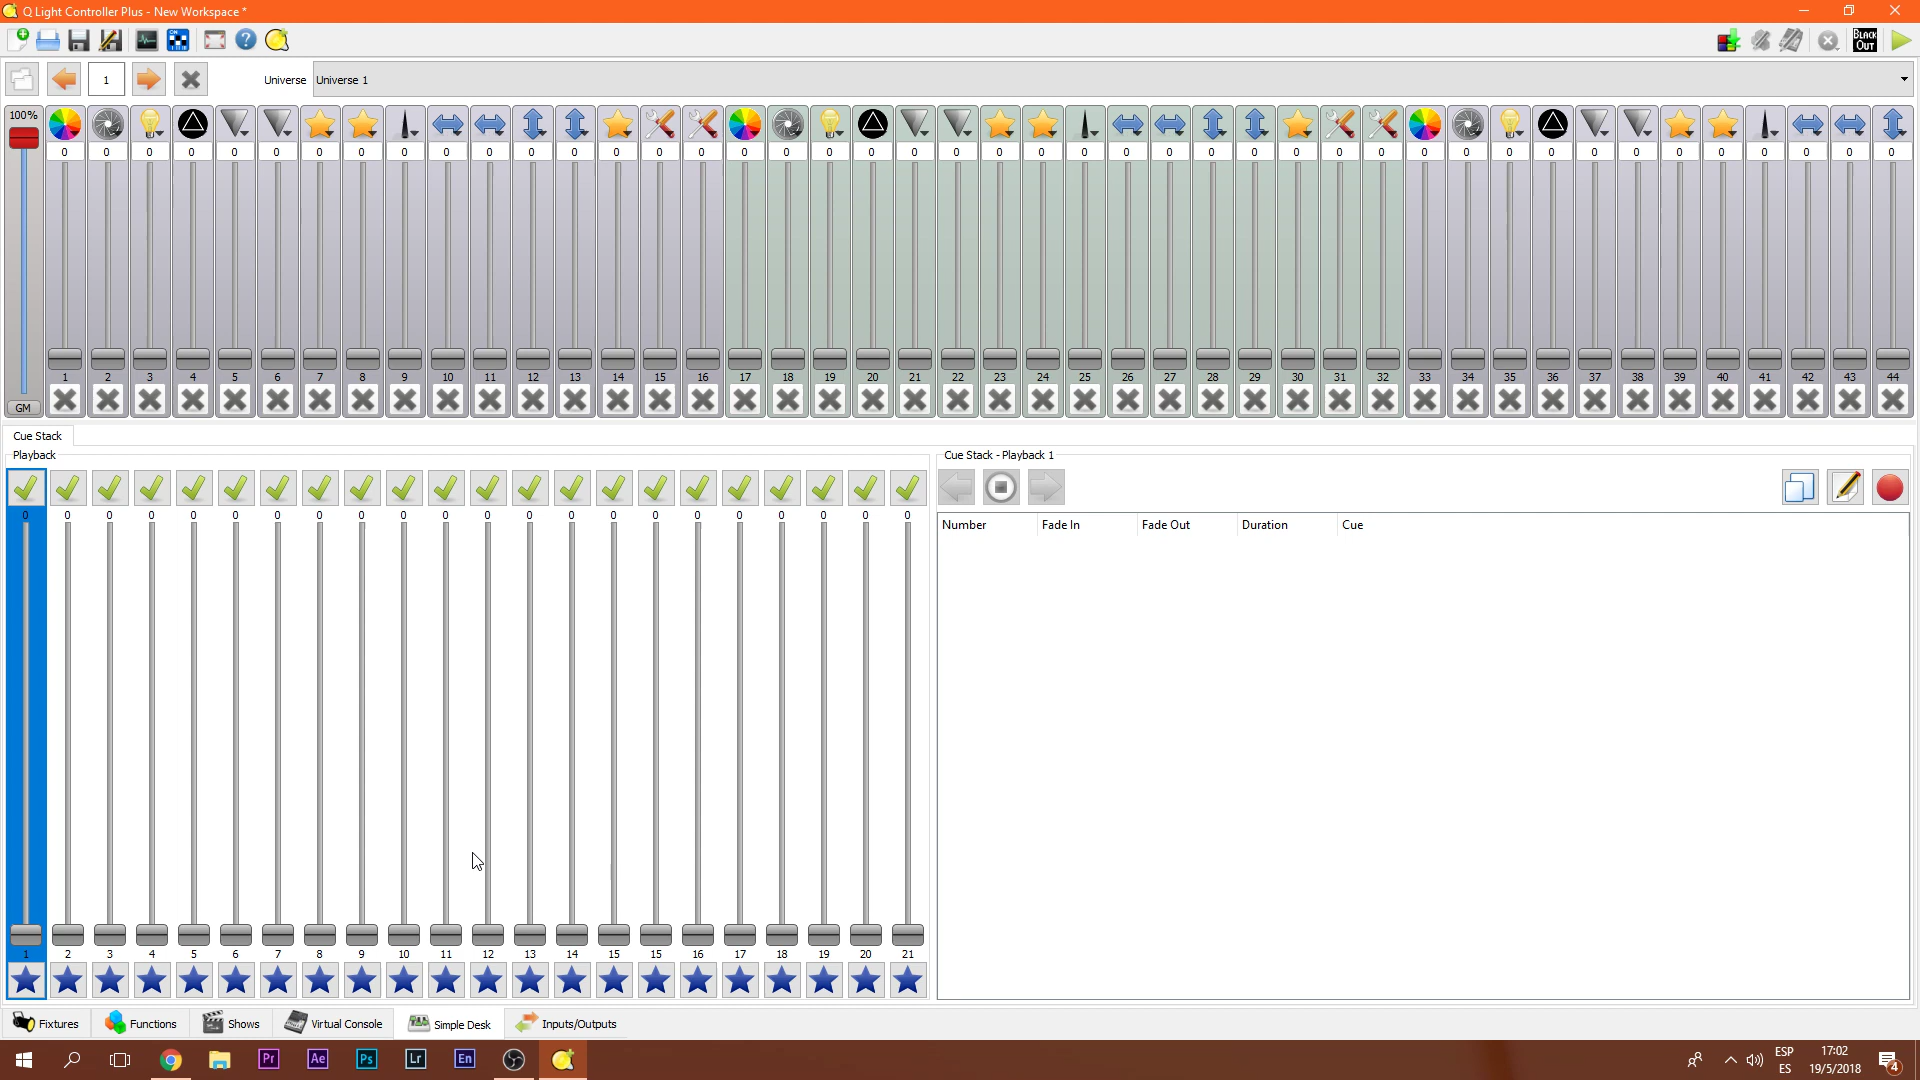 Q Light Controller Plus - New Workspace *
ON
BLACK OUT
1 Universe Universe 1
100%
0 0 0 0 0 0 0 0 0 0 0 0 0 0 0 0 0 0 0 0 0 0 0 0 0 0 0 0 0 0 0 0 0 0 0 0 0 0 0 0 0 0 0 0
1 2 3 4 5 6 7 8 9 10 11 12 13 14 15 16 17 18 19 20 21 22 23 24 25 26 27 28 29 30 31 32 33 34 35 36 37 38 39 40 41 42 43 44
GM
Cue Stack
Playback
0 0 0 0 0 0 0 0 0 0 0 0 0 0 0 0 0 0 0 0 0 0
1 2 3 4 5 6 7 8 9 10 11 12 13 14 15 15 16 17 18 19 20 21
Cue Stack - Playback 1
Number Fade In Fade Out Duration Cue
Fixtures Functions Shows Virtual Console Simple Desk Inputs/Outputs
Pr Ae Ps Lr En
ESP
ES
17:02
19/5/2018
4